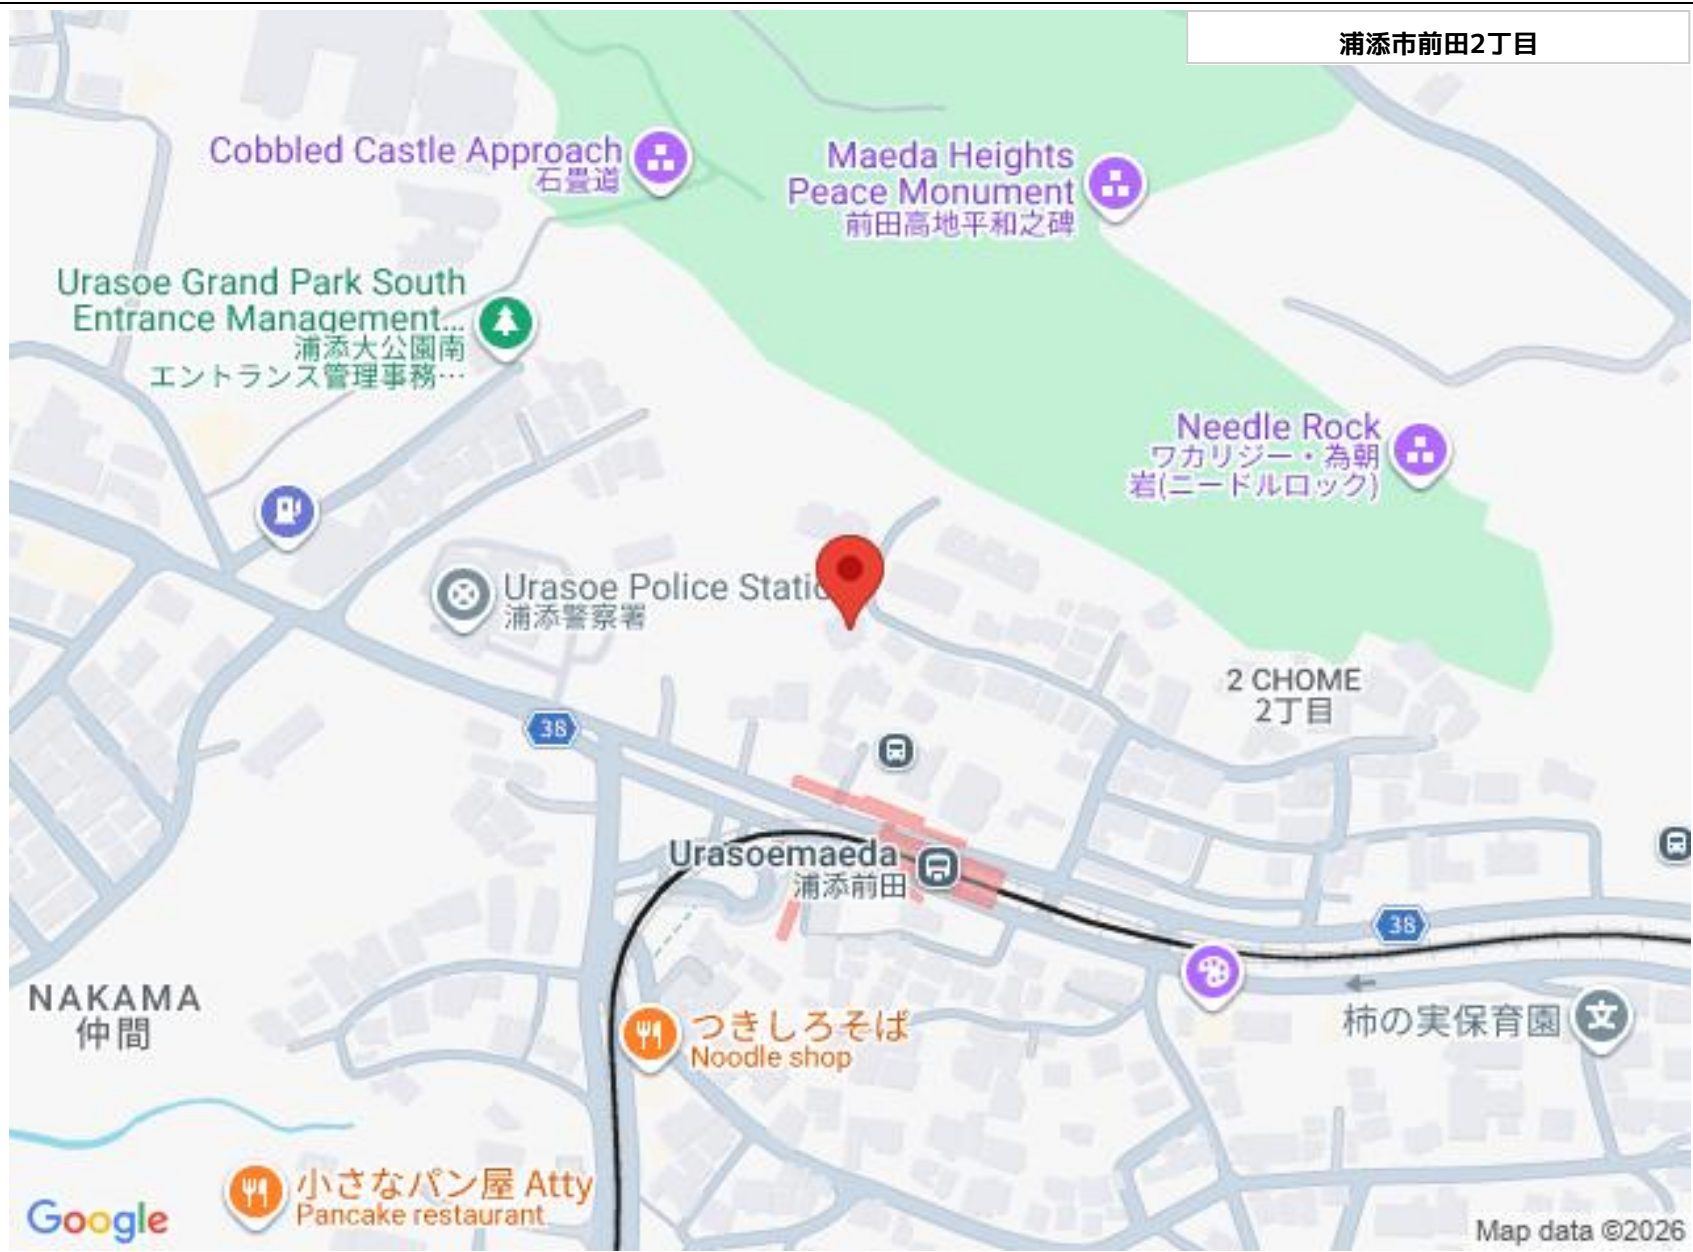 浦添市前田2丁目
Cobbled Castle Approach
石畳道
Maeda Heights
Peace Monument
前田高地平和之碑
Urasoe Grand Park South
Entrance Management...
浦添大公園南
エントランス管理事務…
Needle Rock
ワカリジー・為朝
岩(ニードルロック)
Urasoe Police Statio
浦添警察署
2 CHOME
2丁目
38
Urasoemaeda
浦添前田
38
NAKAMA
仲間
つきしろそば
Noodle shop
柿の実保育園
小さなパン屋 Atty
Pancake restaurant
Google
Map data ©2026